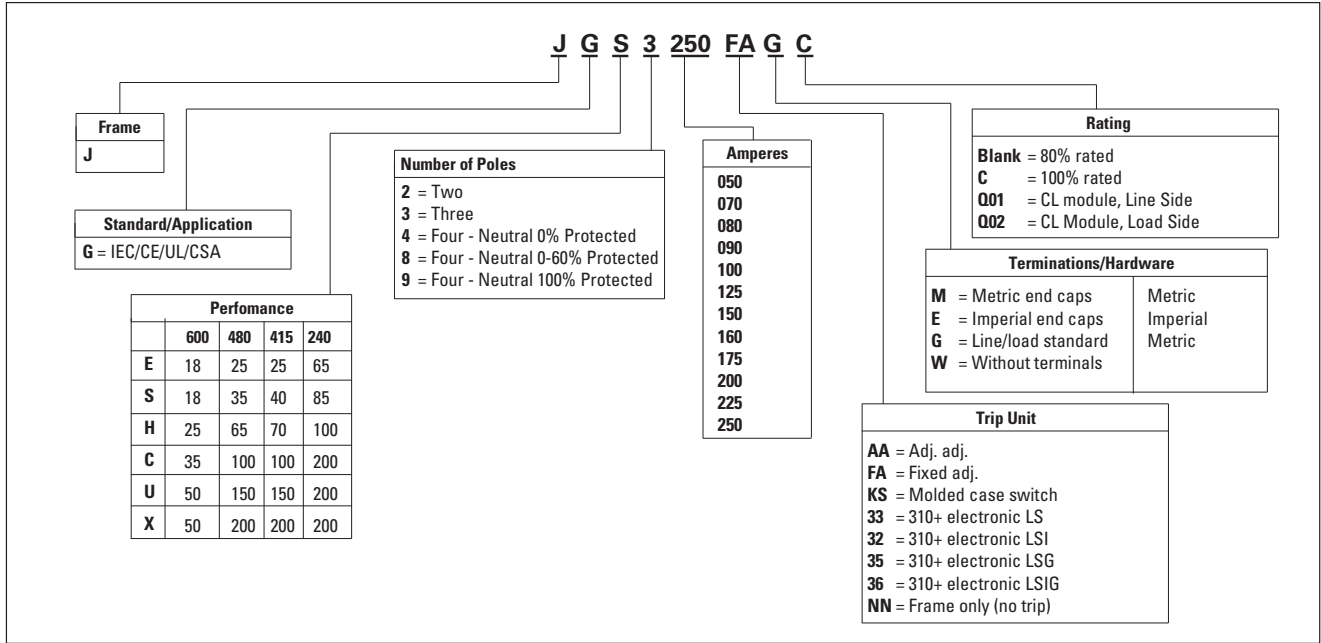 J G S 3 250 FA G C
Frame
J
Standard/Application
G = IEC/CE/UL/CSA
Perfomance
600 480 415 240
E 18 25 25 65
S 18 35 40 85
H 25 65 70 100
C 35 100 100 200
U 50 150 150 200
X 50 200 200 200
Number of Poles
2 = Two
3 = Three
4 = Four - Neutral 0% Protected
8 = Four - Neutral 0-60% Protected
9 = Four - Neutral 100% Protected
Amperes
050
070
080
090
100
125
150
160
175
200
225
250
Rating
Blank = 80% rated
C = 100% rated
Q01 = CL module, Line Side
Q02 = CL Module, Load Side
Terminations/Hardware
M = Metric end caps Metric
E = Imperial end caps Imperial
G = Line/load standard Metric
W = Without terminals
Trip Unit
AA = Adj. adj.
FA = Fixed adj.
KS = Molded case switch
33 = 310+ electronic LS
32 = 310+ electronic LSI
35 = 310+ electronic LSG
36 = 310+ electronic LSIG
NN = Frame only (no trip)